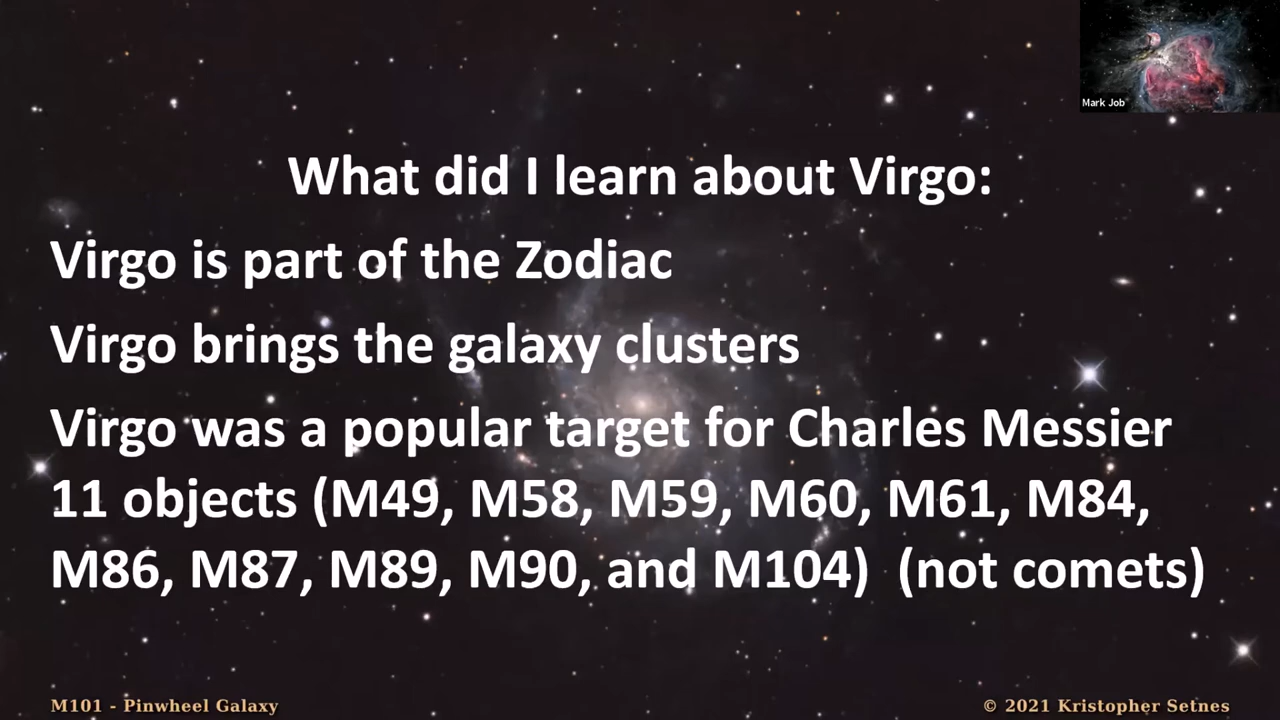 Mark Job
What did I learn about Virgo:
Virgo is part of the Zodiac
Virgo brings the galaxy clusters
Virgo was a popular target for Charles Messier
11 objects (M49, M58, M59, M60, M61, M84,
M86, M87, M89, M90, and M104)  (not comets)
M101 - Pinwheel Galaxy
© 2021 Kristopher Setnes